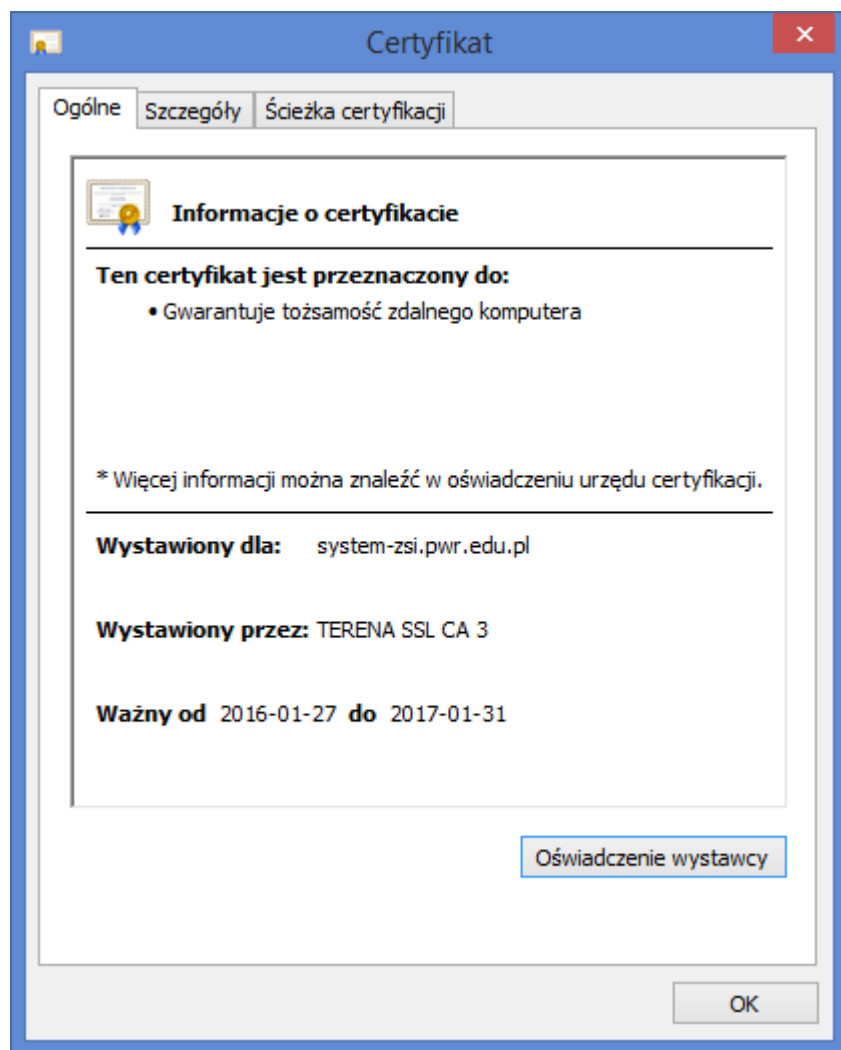 Certyfikat
Ogólne Szczegóły Ścieżka certyfikacji
Informacje o certyfikacie
Ten certyfikat jest przeznaczony do:
• Gwarantuje tożsamość zdalnego komputera
* Więcej informacji można znaleźć w oświadczeniu urzędu certyfikacji.
Wystawiony dla: system-zsi.pwr.edu.pl
Wystawiony przez: TERENA SSL CA 3
Ważny od 2016-01-27 do 2017-01-31
Oświadczenie wystawcy
OK